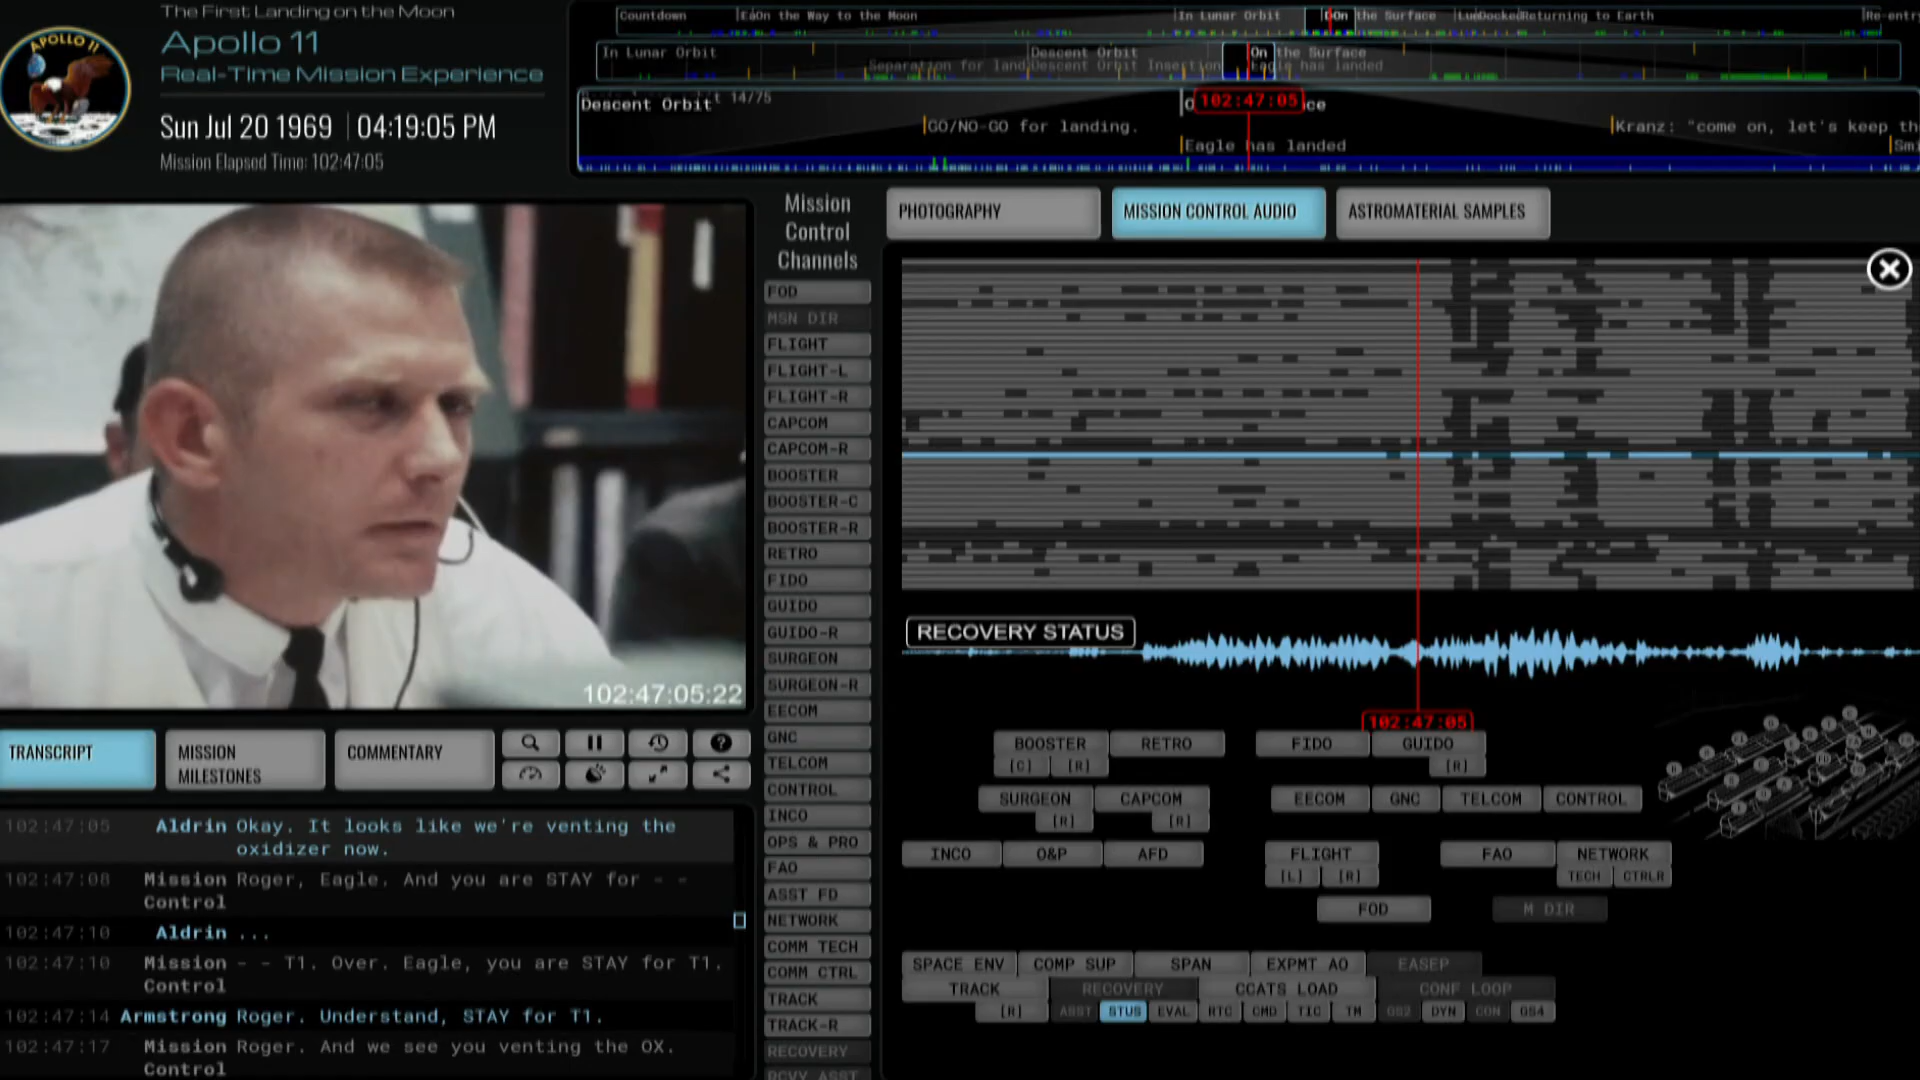 The First Landing on the Moon
Apollo 11
Real-Time Mission Experience
Sun Jul 20 1969 | 04:19:05 PM
Mission Elapsed Time: 102:47:05
APOLLO 11
Countdown
On the Way to the Moon
In Lunar Orbit
On the Surface
Returning to Earth
In Lunar Orbit
Descent Orbit
On the Surface
Separation for
Descent Orbit Insertion
Eagle has landed
Descent Orbit
14/75
102:47:05
GO/NO-GO for landing.
Kranz: "come on, let's keep
Eagle has landed
PHOTOGRAPHY
MISSION CONTROL AUDIO
ASTROMATERIAL SAMPLES
102:47:05:22
Mission
Control
Channels
FOD
MSN DIR
FLIGHT
FLIGHT-L
FLIGHT-R
CAPCOM
CAPCOM-R
BOOSTER
BOOSTER-C
BOOSTER-R
RETRO
FIDO
GUIDO
GUIDO-R
SURGEON
SURGEON-R
EECOM
GNC
TELCOM
CONTROL
INCO
OPS & PRO
FAO
ASST FD
NETWORK
COMM TECH
COMM CTRL
TRACK
TRACK-R
RECOVERY
RCVY ASST
TRANSCRIPT
MISSION
MILESTONES
COMMENTARY
102:47:05 Aldrin Okay. It looks like we're venting the
oxidizer now.
102:47:08 Mission Roger, Eagle. And you are STAY for - -
Control
102:47:10 Aldrin ...
102:47:10 Mission - - T1. Over. Eagle, you are STAY for T1.
Control
102:47:14 Armstrong Roger. Understand, STAY for T1.
102:47:17 Mission Roger. And we see you venting the OX.
Control
RECOVERY STATUS
102:47:05
BOOSTER RETRO FIDO GUIDO
[C] [R] [R]
SURGEON CAPCOM EECOM GNC TELCOM CONTROL
[R] [R]
INCO O&P AFD FLIGHT FAO NETWORK
[L] [R] TECH CTRLR
FOD M DIR
SPACE ENV COMP SUP SPAN EXPMT AO EASEP
TRACK RECOVERY CCATS LOAD CONF LOOP
[R] ASST STUS EVAL RTC CMD TIC TM GS2 DYN CON GS4